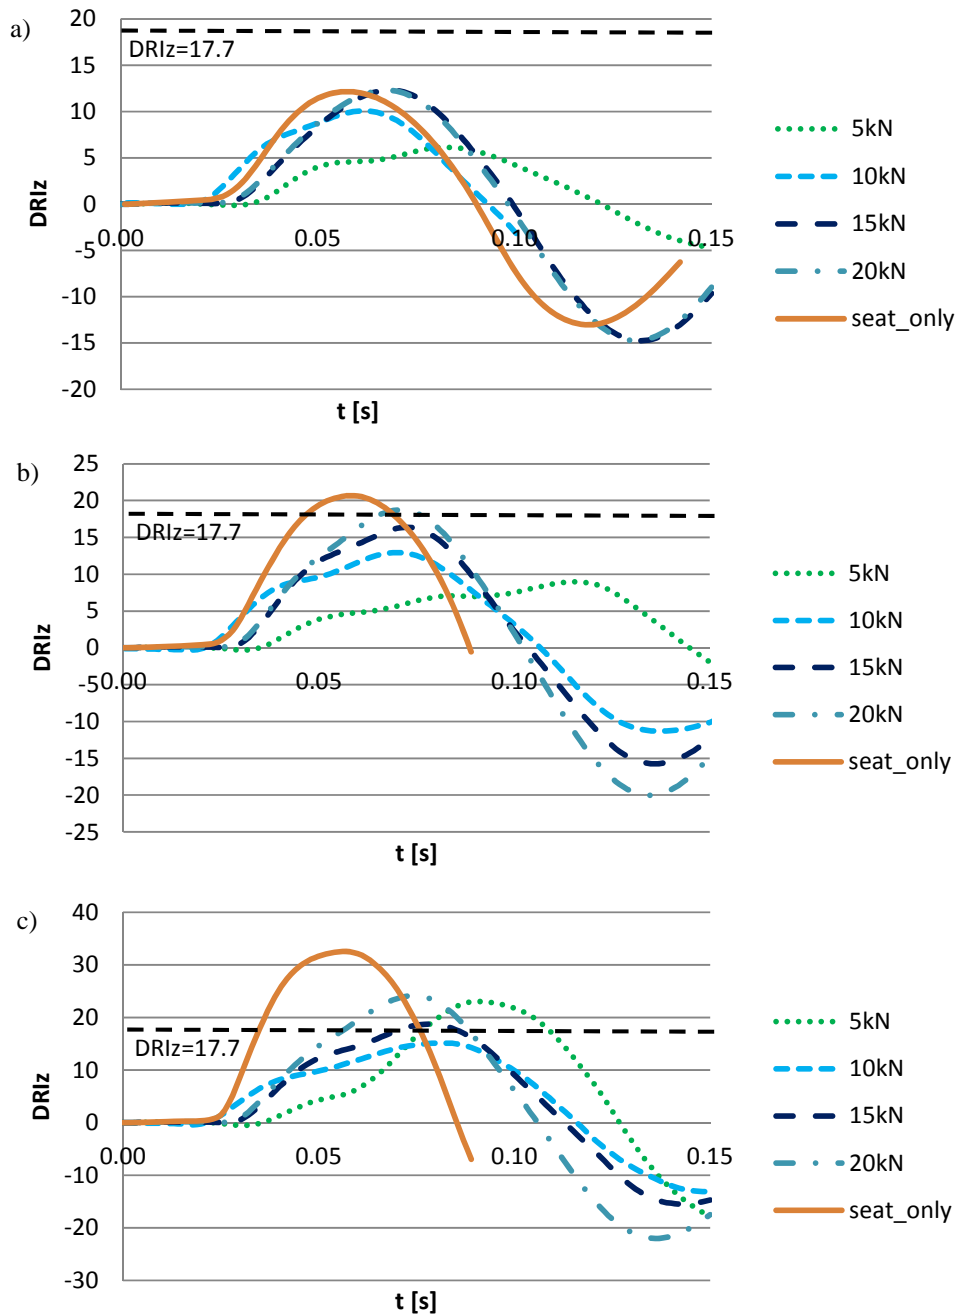 a)
20
DRIz=17.7
15
10
5
0
-5
-10
-15
-20
0.00
0.05
0.10
0.15
DRIz
t [s]
5kN
10kN
15kN
20kN
seat_only
b)
25
20
DRIz=17.7
15
10
5
0
-5
-10
-15
-20
-25
0.00
0.05
0.10
0.15
DRIz
t [s]
5kN
10kN
15kN
20kN
seat_only
c)
40
30
20
DRIz=17.7
10
0
-10
-20
-30
0.00
0.05
0.10
0.15
DRIz
t [s]
5kN
10kN
15kN
20kN
seat_only